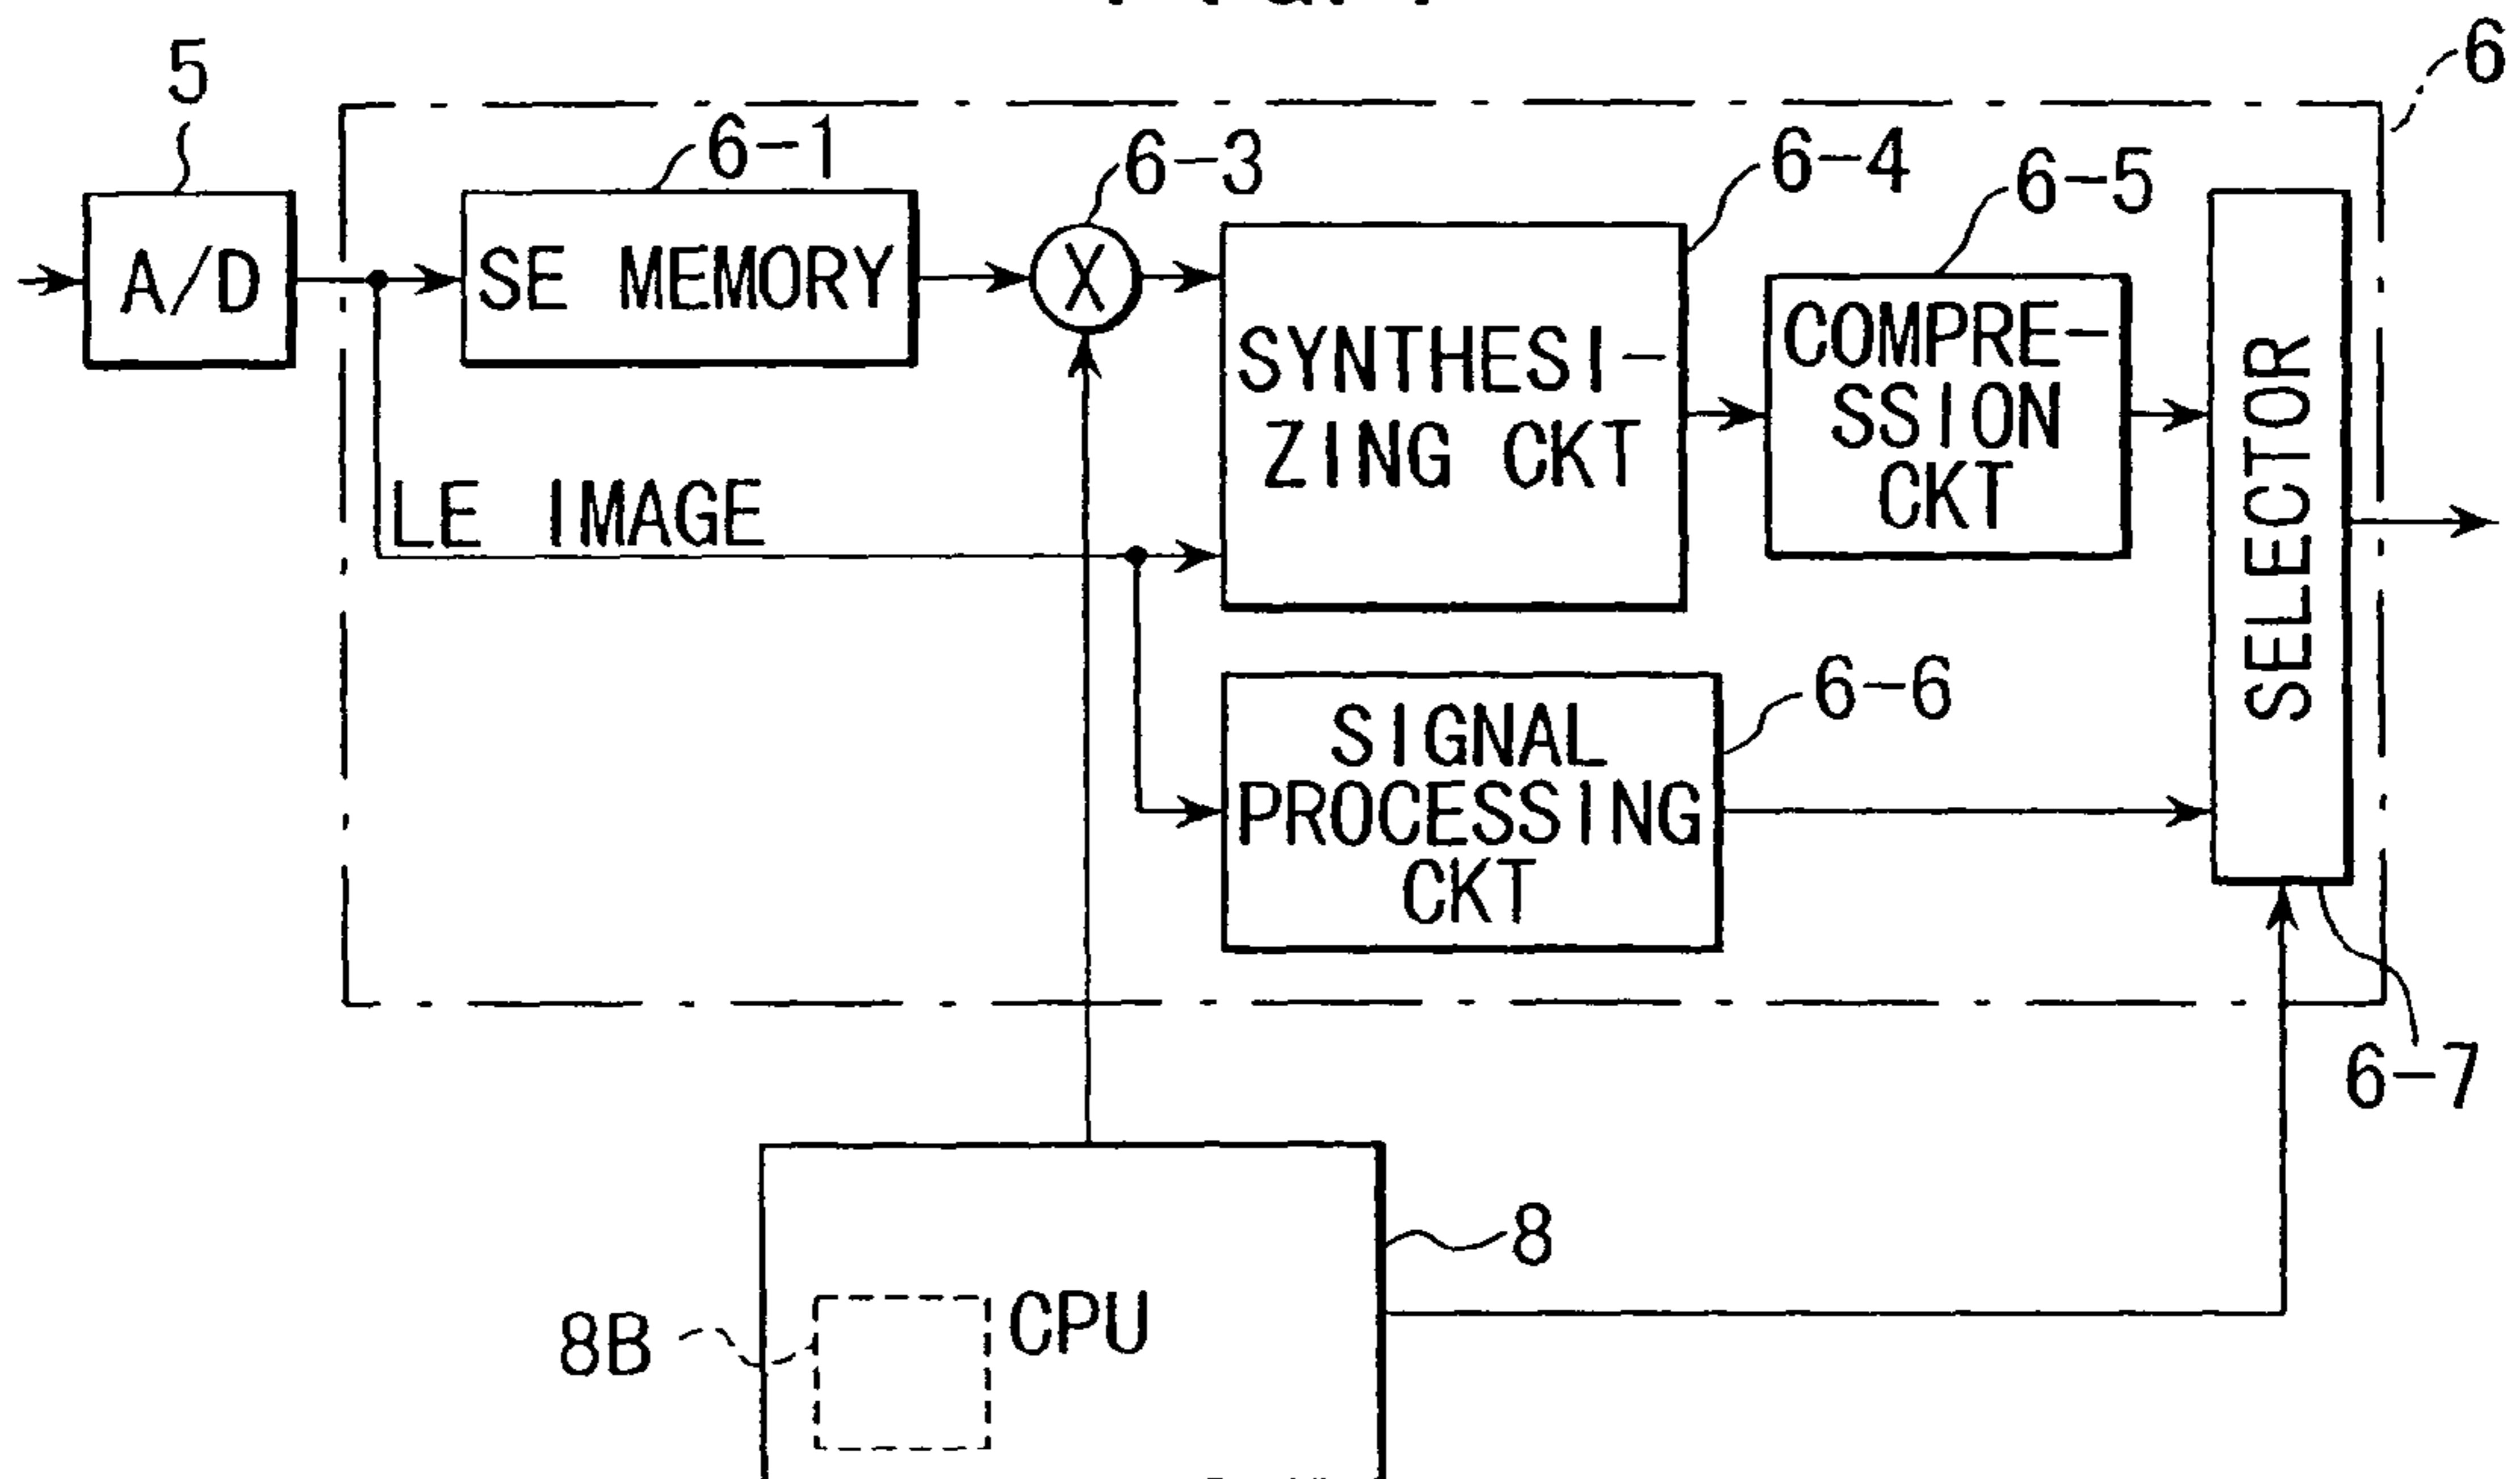 5
6
6-1
6-3
6-4
6-5
A/D
SE MEMORY
X
SYNTHESI-
ZING CKT
COMPRE-
SSION
CKT
SELECTOR
LE IMAGE
6-6
SIGNAL
PROCESSING
CKT
6-7
8
8B
CPU